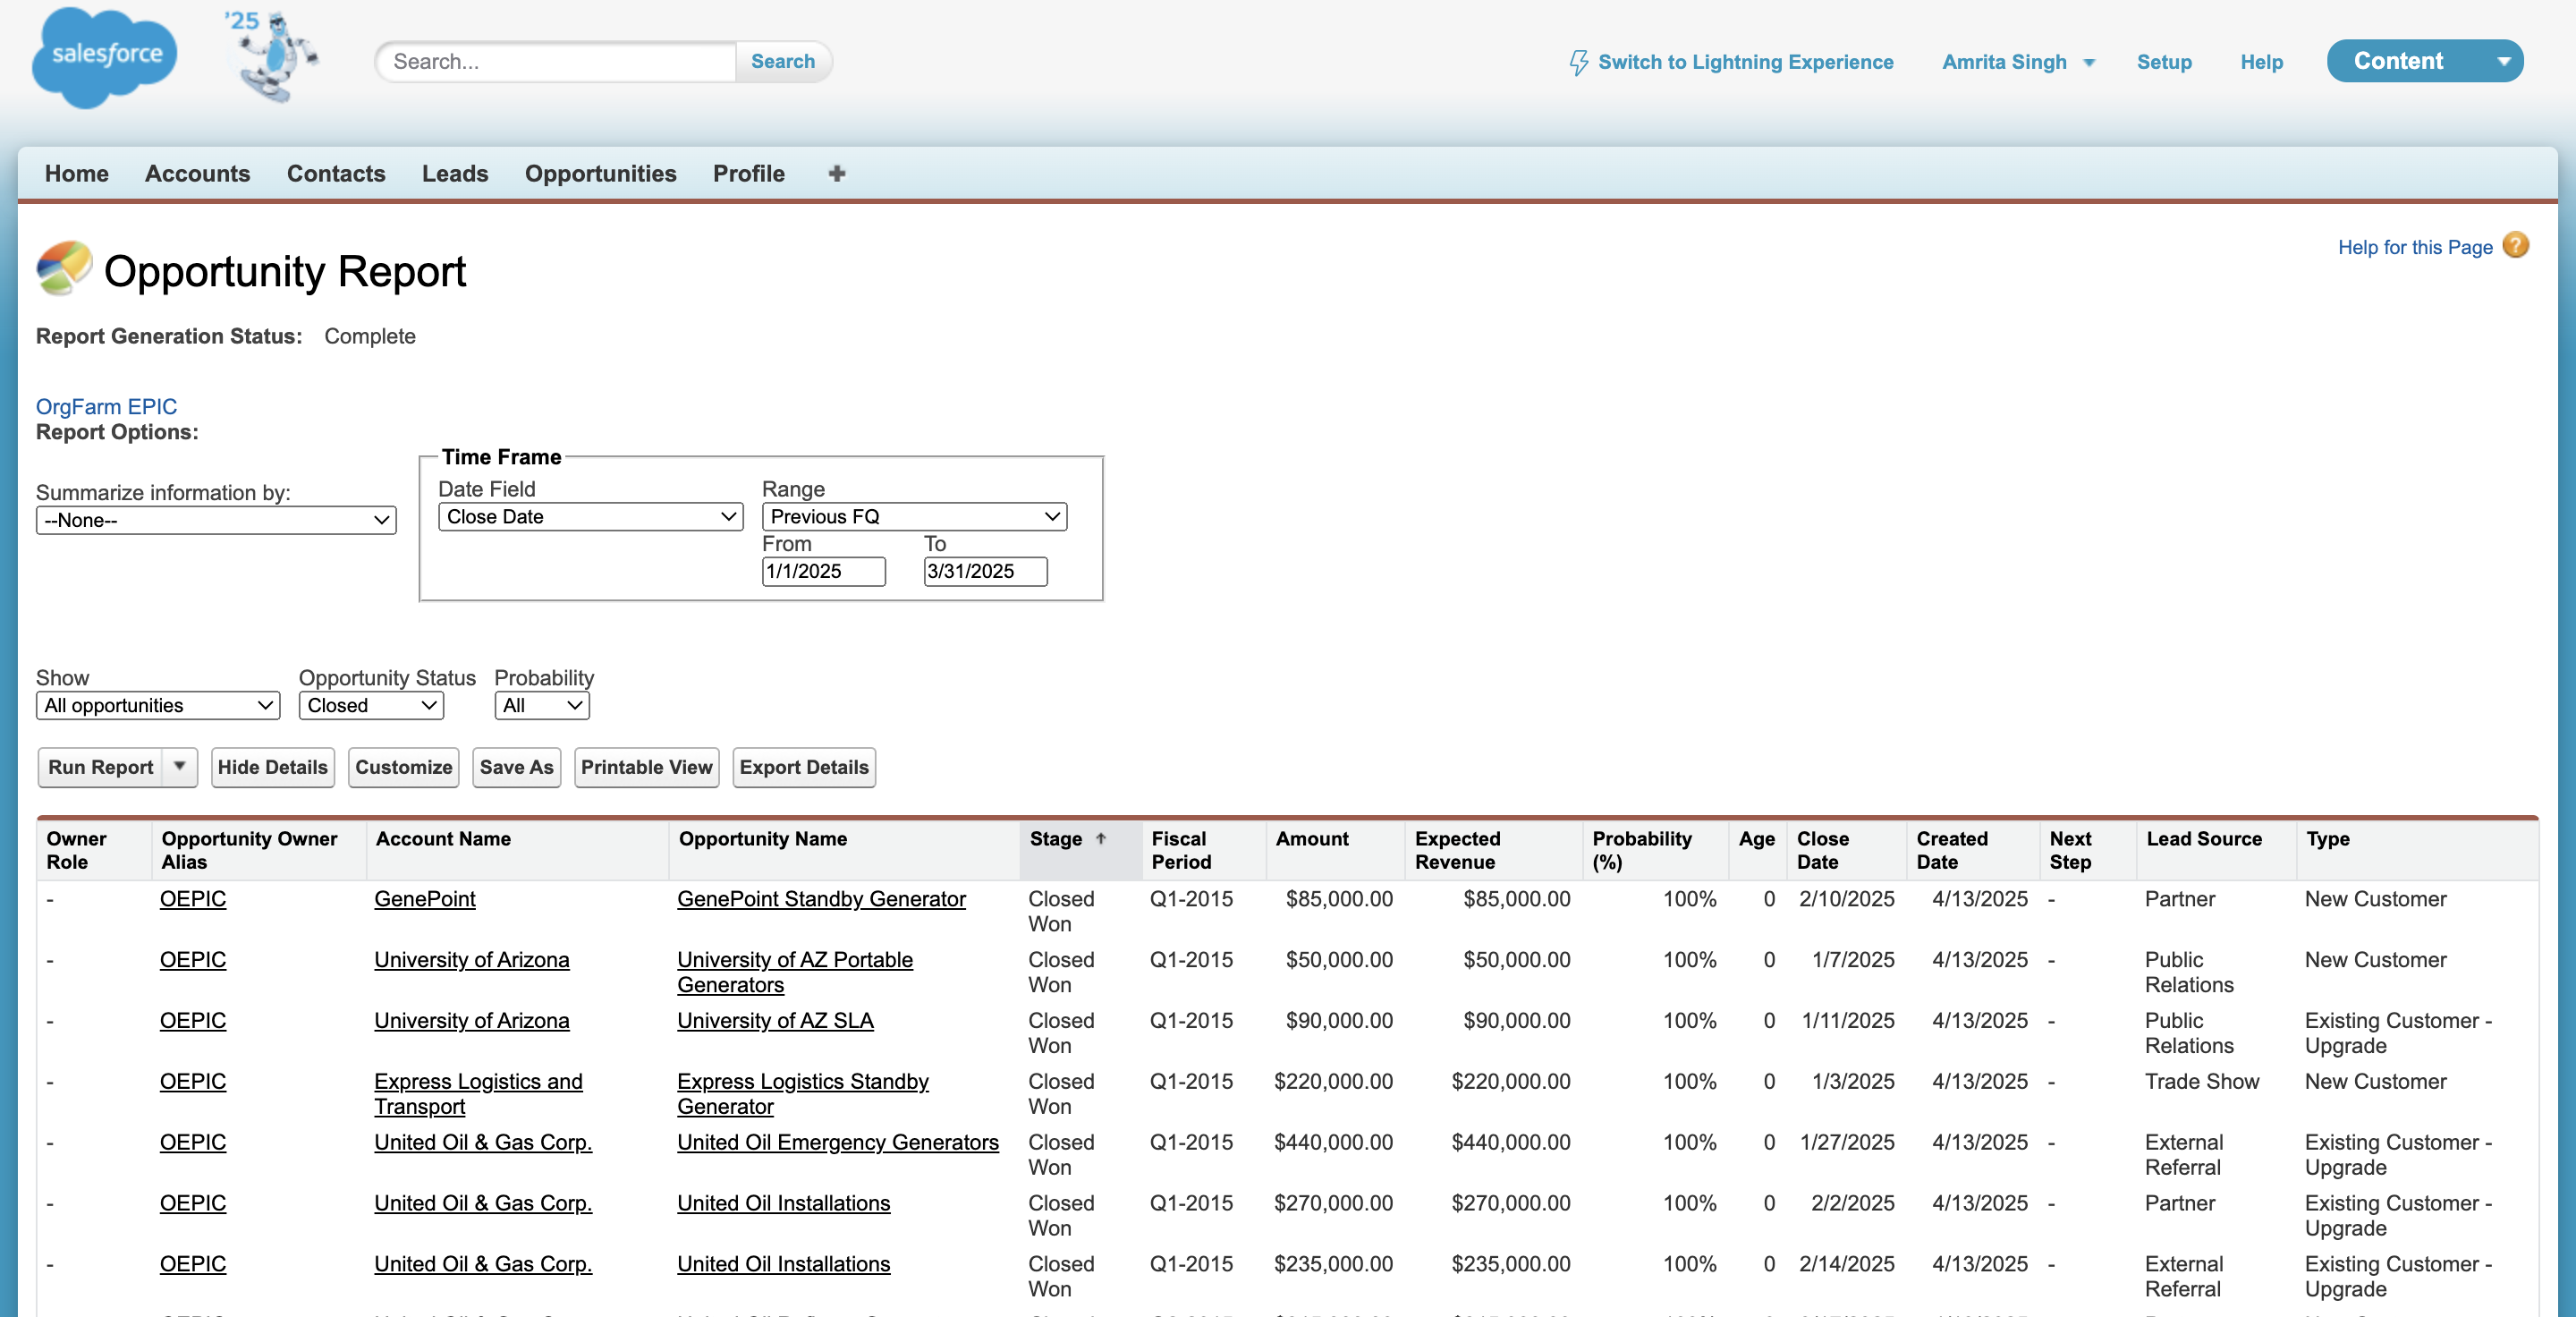 salesforce
'25
Search...
Search
Switch to Lightning Experience
Amrita Singh
Setup
Help
Content
Home Accounts Contacts Leads Opportunities Profile
Opportunity Report
Help for this Page
?
Report Generation Status: Complete
OrgFarm EPIC
Report Options:
Summarize information by:
--None--
Time Frame
Date Field
Close Date
Range
Previous FQ
From To
1/1/2025 3/31/2025
Show Opportunity Status Probability
All opportunities Closed All
Run Report Hide Details Customize Save As Printable View Export Details
Owner Role Opportunity Owner Alias Account Name Opportunity Name Stage Fiscal Period Amount Expected Revenue Probability (%) Age Close Date Created Date Next Step Lead Source Type
- OEPIC GenePoint GenePoint Standby Generator Closed Won Q1-2015 $85,000.00 $85,000.00 100% 0 2/10/2025 4/13/2025 - Partner New Customer
- OEPIC University of Arizona University of AZ Portable Generators Closed Won Q1-2015 $50,000.00 $50,000.00 100% 0 1/7/2025 4/13/2025 - Public Relations New Customer
- OEPIC University of Arizona University of AZ SLA Closed Won Q1-2015 $90,000.00 $90,000.00 100% 0 1/11/2025 4/13/2025 - Public Relations Existing Customer - Upgrade
- OEPIC Express Logistics and Transport Express Logistics Standby Generator Closed Won Q1-2015 $220,000.00 $220,000.00 100% 0 1/3/2025 4/13/2025 - Trade Show New Customer
- OEPIC United Oil & Gas Corp. United Oil Emergency Generators Closed Won Q1-2015 $440,000.00 $440,000.00 100% 0 1/27/2025 4/13/2025 - External Referral Existing Customer - Upgrade
- OEPIC United Oil & Gas Corp. United Oil Installations Closed Won Q1-2015 $270,000.00 $270,000.00 100% 0 2/2/2025 4/13/2025 - Partner Existing Customer - Upgrade
- OEPIC United Oil & Gas Corp. United Oil Installations Closed Won Q1-2015 $235,000.00 $235,000.00 100% 0 2/14/2025 4/13/2025 - External Referral Existing Customer - Upgrade